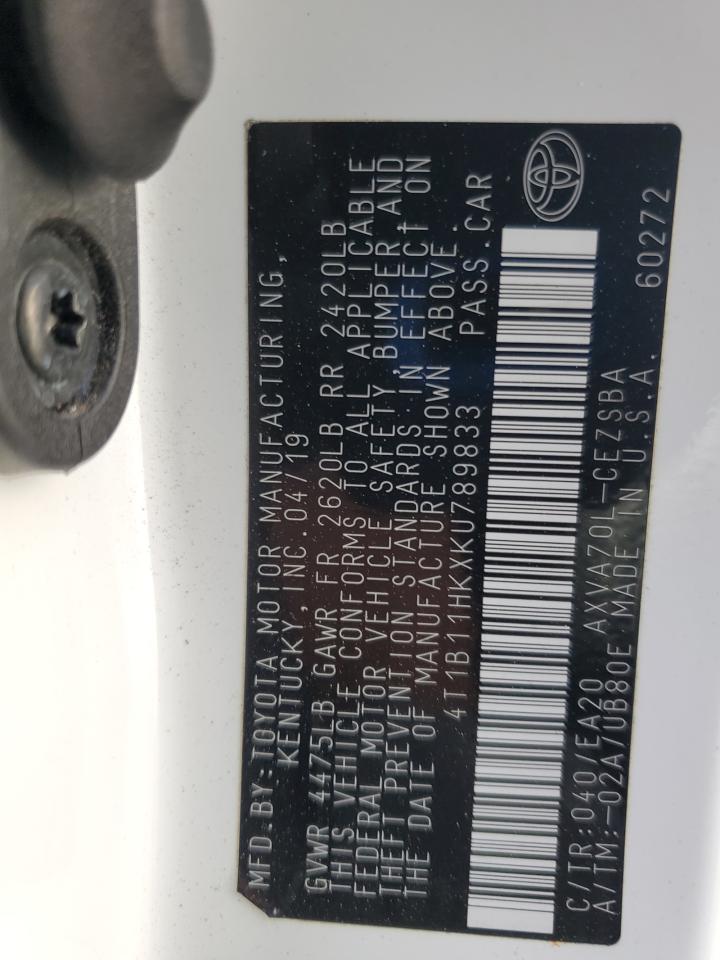 MFD.BY:TOYOTA MOTOR MANUFACTURING,
KENTUCKY,INC.04/19
GVWR 4475LB GAWR FR 2620LB RR 2420LB
THIS VEHICLE CONFORMS TO ALL APPLICABLE
FEDERAL MOTOR VEHICLE SAFETY BUMPER,AND
THEFT PREVENTION STANDARDS IN EFFECT ON
THE DATE OF MANUFACTURE SHOWN ABOVE.
4T1B11HKXKU789833 PASS.CAR
C/TR:040/EA20 AXVA70L-CEZSBA
A/TM:-02A/UB80E MADE IN U.S.A. 60272